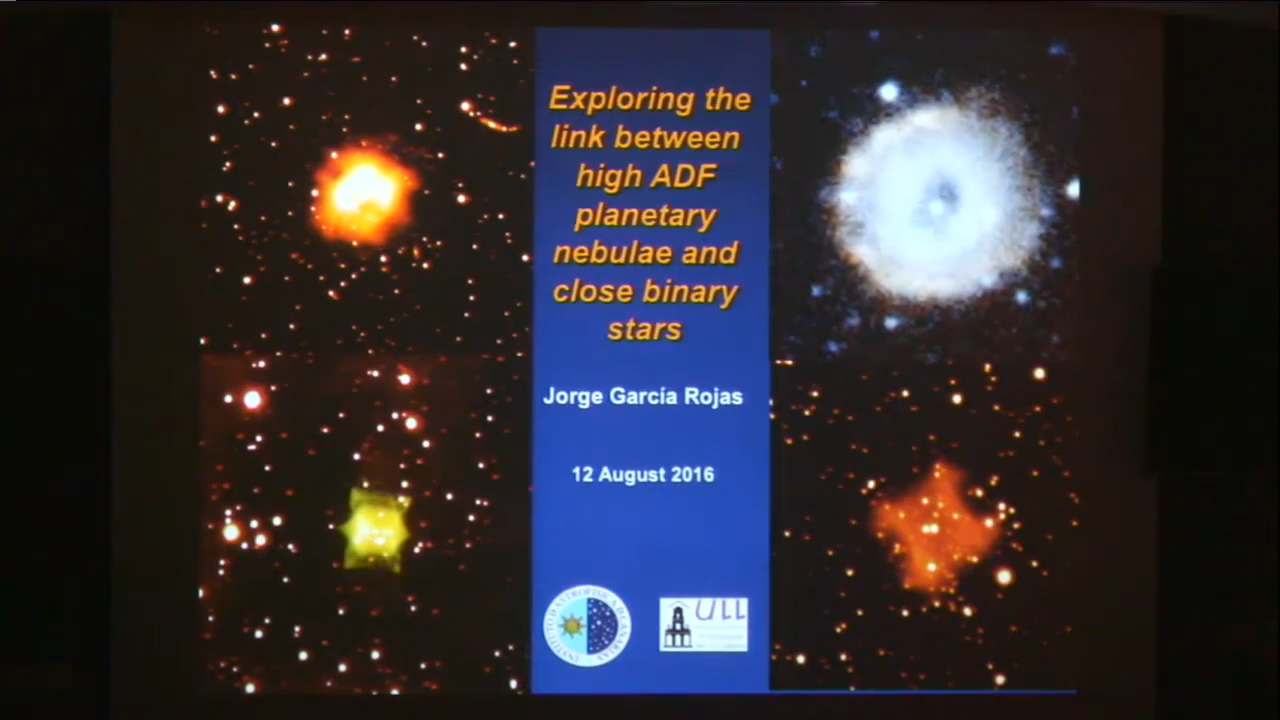 Exploring the
link between
high ADF
planetary
nebulae and
close binary
stars
Jorge García Rojas
12 August 2016
ULL